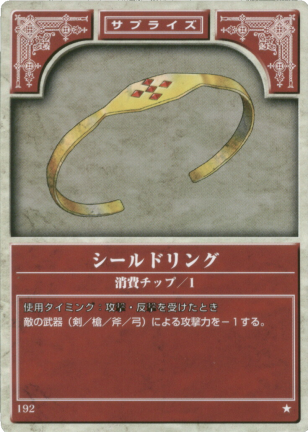 サプライズ
シールドリング
消費チップ／1
使用タイミング 攻撃・反撃を受けたとき
敵の武器（剣／槍／斧／弓）による攻撃力を－1する。
192
★